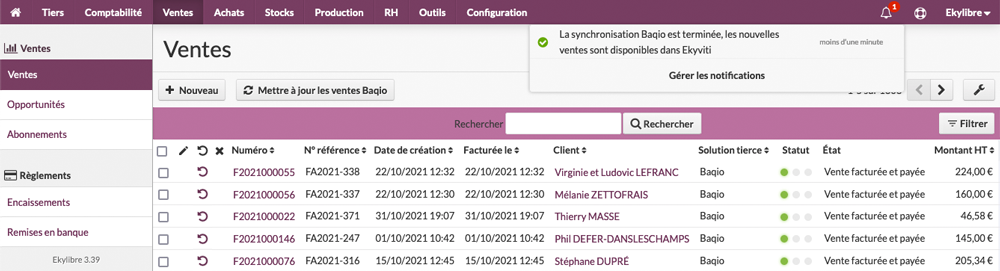 Tiers Comptabilité Ventes Achats Stocks Production RH Outils Configuration 1 Ekylibre
Ventes
Ventes
Opportunités
Abonnements
Règlements
Encaissements
Remises en banque
Ekylibre 3.39
Ventes
La synchronisation Baqio est terminée, les nouvelles
ventes sont disponibles dans Ekyviti
moins d'une minute
Gérer les notifications
+ Nouveau Mettre à jour les ventes Baqio
Rechercher Rechercher Filtrer
Numéro N° référence Date de création Facturée le Client Solution tierce Statut État Montant HT
F2021000055 FA2021-338 22/10/2021 12:32 22/10/2021 12:32 Virginie et Ludovic LEFRANC Baqio Vente facturée et payée 224,00 €
F2021000056 FA2021-337 22/10/2021 12:30 22/10/2021 12:30 Mélanie ZETTOFRAIS Baqio Vente facturée et payée 160,00 €
F2021000022 FA2021-371 31/10/2021 19:07 31/10/2021 19:07 Thierry MASSE Baqio Vente facturée et payée 46,58 €
F2021000146 FA2021-247 01/10/2021 10:42 01/10/2021 10:42 Phil DEFER-DANSLESCHAMPS Baqio Vente facturée et payée 145,00 €
F2021000076 FA2021-316 15/10/2021 12:45 15/10/2021 12:45 Stéphane DUPRÉ Baqio Vente facturée et payée 205,34 €